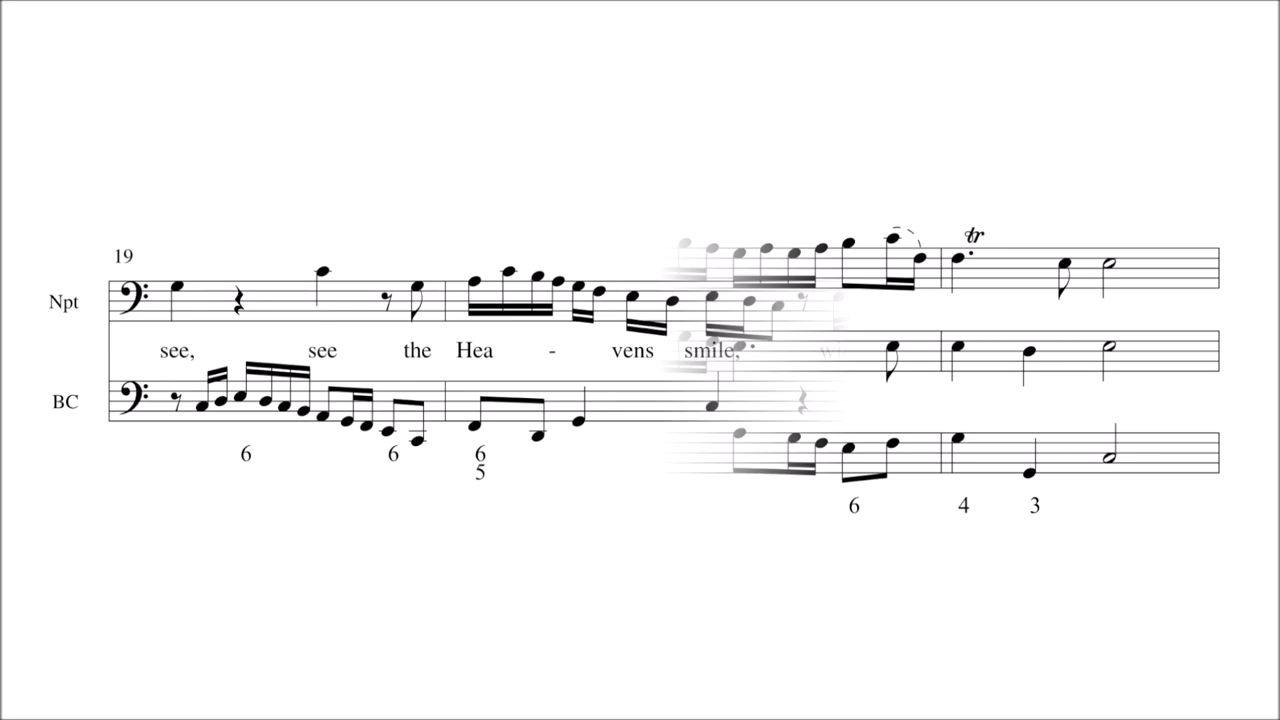 19
tr
Npt
see, see the Hea - vens smile,
BC
6 6 6
5
6 4 3